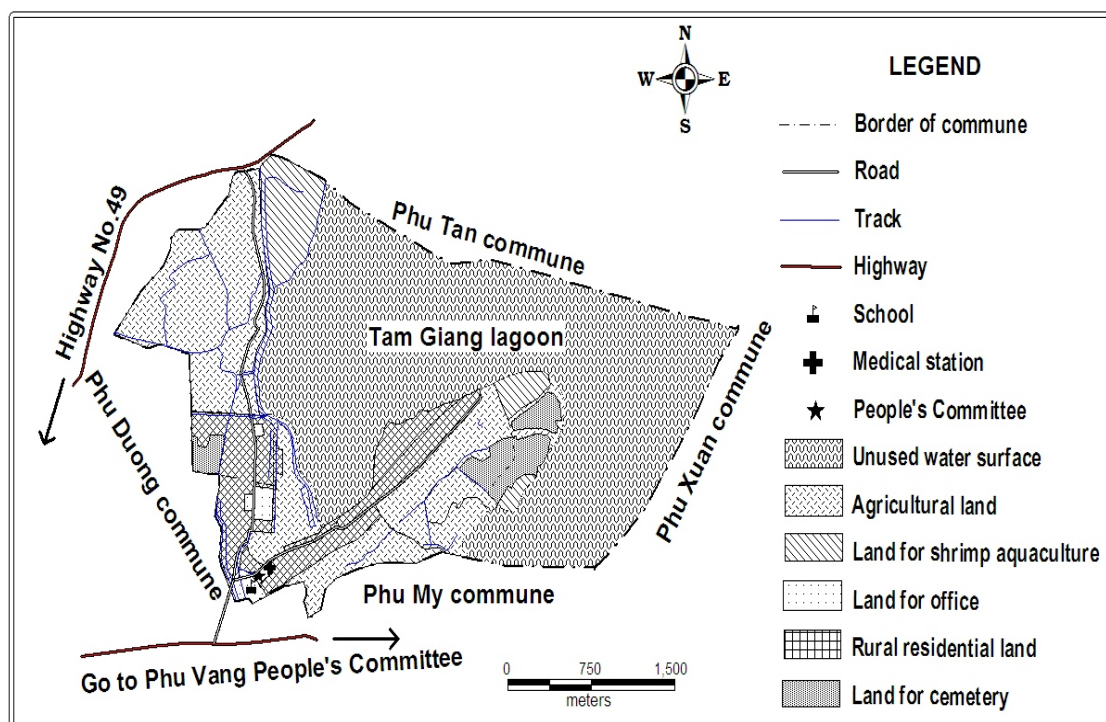 N
W E
S
Highway No.49
Phu Tan commune
Tam Giang lagoon
Phu Xuan commune
Phu Duong commune
Phu My commune
Go to Phu Vang People's Committee
0 750 1,500
meters
LEGEND
Border of commune
Road
Track
Highway
School
Medical station
People's Committee
Unused water surface
Agricultural land
Land for shrimp aquaculture
Land for office
Rural residential land
Land for cemetery